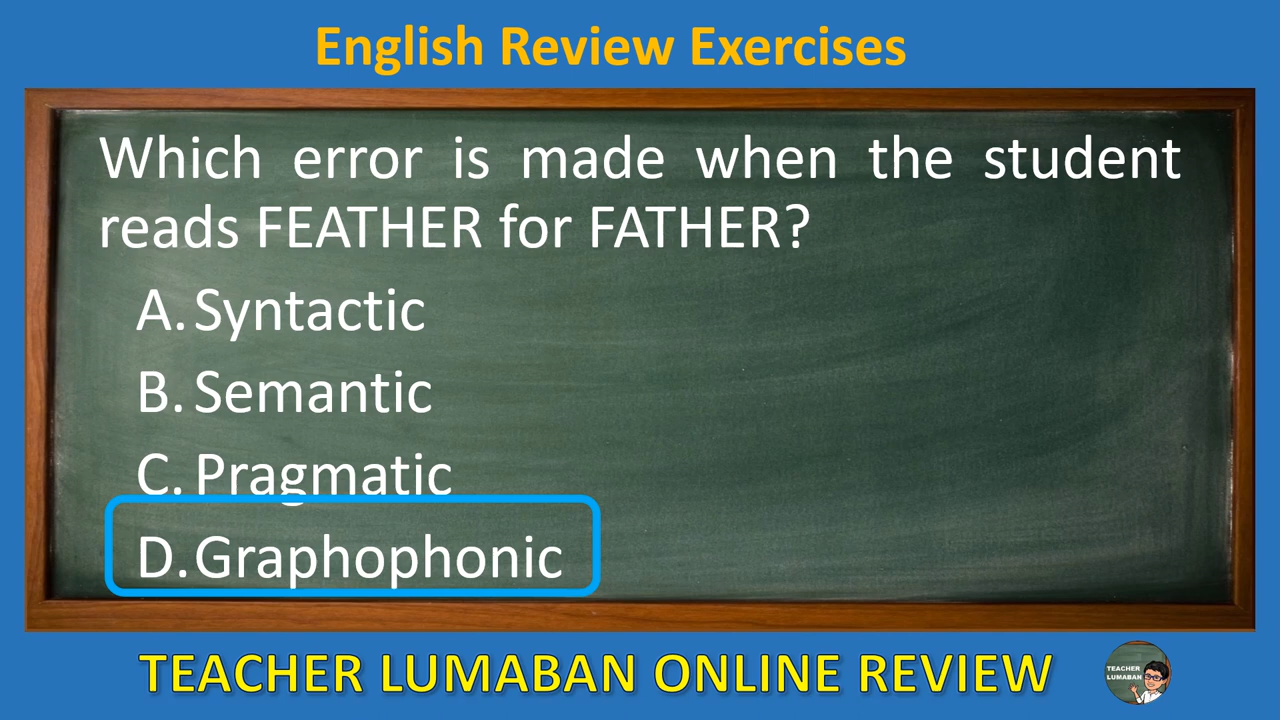 English Review Exercises
Which error is made when the student
reads FEATHER for FATHER?
A. Syntactic
B. Semantic
C. Pragmatic
D. Graphophonic
TEACHER LUMABAN ONLINE REVIEW
TEACHER
LUMABAN